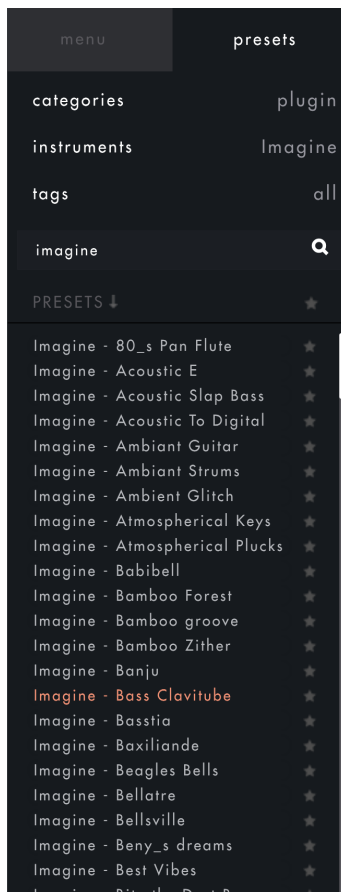 menu presets
categories plugin
instruments Imagine
tags all
imagine
PRESETS
Imagine - 80_s Pan Flute
Imagine - Acoustic E
Imagine - Acoustic Slap Bass
Imagine - Acoustic To Digital
Imagine - Ambiant Guitar
Imagine - Ambiant Strums
Imagine - Ambient Glitch
Imagine - Atmospherical Keys
Imagine - Atmospherical Plucks
Imagine - Babibell
Imagine - Bamboo Forest
Imagine - Bamboo groove
Imagine - Bamboo Zither
Imagine - Banju
Imagine - Bass Clavitube
Imagine - Basstia
Imagine - Baxiliande
Imagine - Beagles Bells
Imagine - Bellatre
Imagine - Bellsville
Imagine - Beny_s dreams
Imagine - Best Vibes